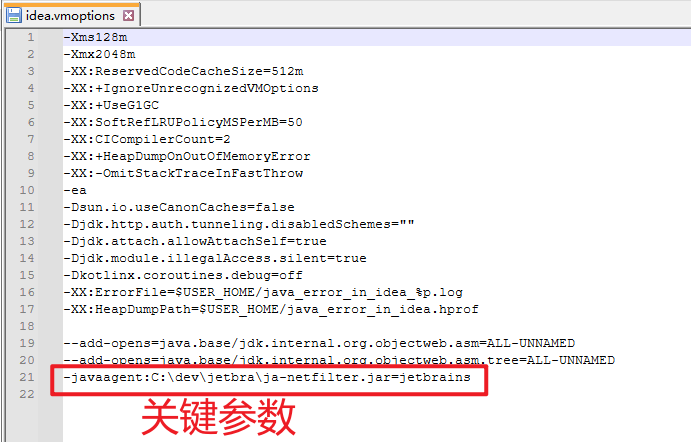 idea.vmoptions
1 -Xms128m
2 -Xmx2048m
3 -XX:ReservedCodeCacheSize=512m
4 -XX:+IgnoreUnrecognizedVMOptions
5 -XX:+UseG1GC
6 -XX:SoftRefLRUPolicyMSPerMB=50
7 -XX:CICompilerCount=2
8 -XX:+HeapDumpOnOutOfMemoryError
9 -XX:-OmitStackTraceInFastThrow
10 -ea
11 -Dsun.io.useCanonCaches=false
12 -Djdk.http.auth.tunneling.disabledSchemes=""
13 -Djdk.attach.allowAttachSelf=true
14 -Djdk.module.illegalAccess.silent=true
15 -Dkotlinx.coroutines.debug=off
16 -XX:ErrorFile=$USER_HOME/java_error_in_idea_%p.log
17 -XX:HeapDumpPath=$USER_HOME/java_error_in_idea.hprof
18
19 --add-opens=java.base/jdk.internal.org.objectweb.asm=ALL-UNNAMED
20 --add-opens=java.base/jdk.internal.org.objectweb.asm.tree=ALL-UNNAMED
21 -javaagent:C:\dev\jetbra\ja-netfilter.jar=jetbrains
22
关键参数